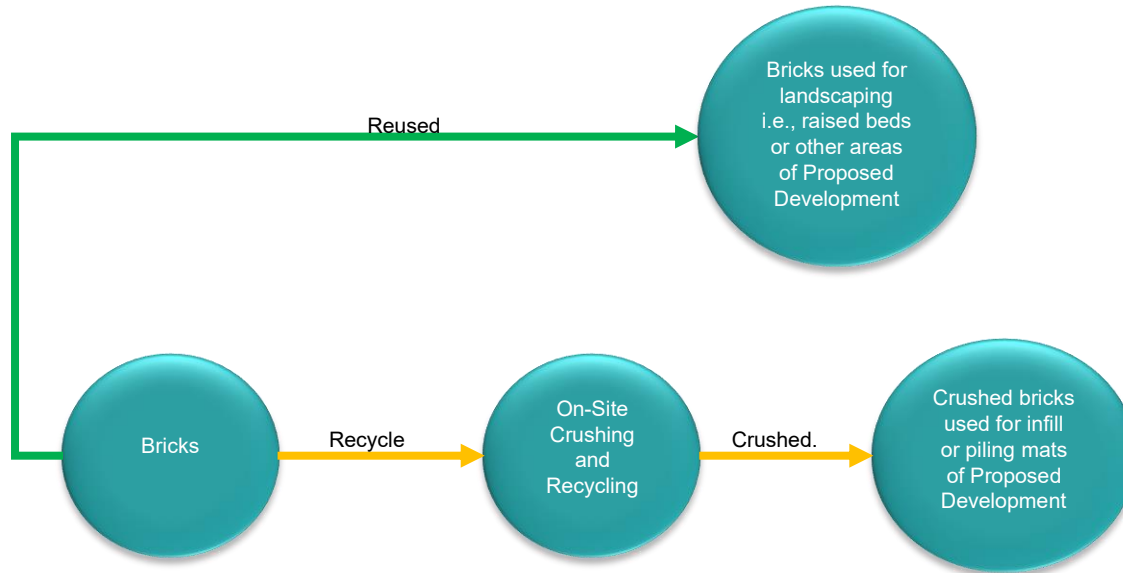 Bricks used for
landscaping
i.e., raised beds
or other areas
of Proposed
Development
Reused
Bricks
Recycle
On-Site
Crushing
and
Recycling
Crushed.
Crushed bricks
used for infill
or piling mats
of Proposed
Development